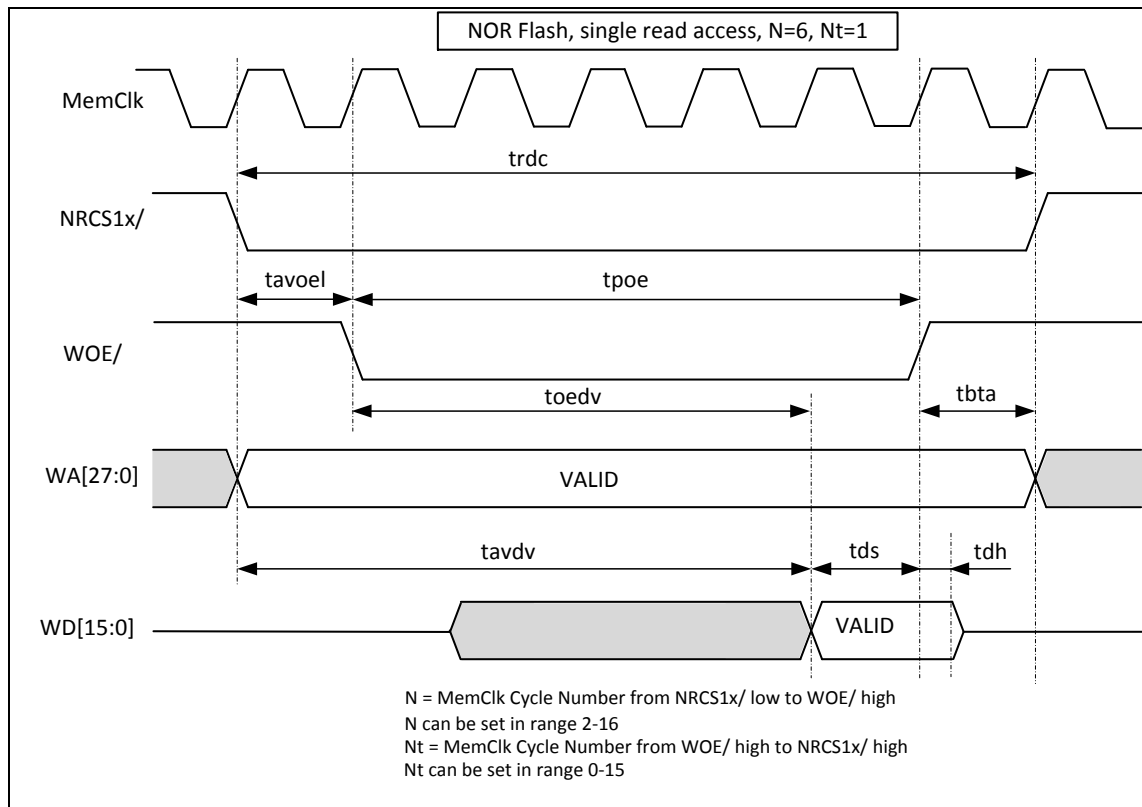 NOR Flash, single read access, N=6, Nt=1
MemClk
trdc
NRCS1x/
tavoel
tpoe
WOE/
toedv
tbta
WA[27:0]
VALID
tavdv
tds
tdh
WD[15:0]
VALID
N = MemClk Cycle Number from NRCS1x/ low to WOE/ high
N can be set in range 2-16
Nt = MemClk Cycle Number from WOE/ high to NRCS1x/ high
Nt can be set in range 0-15